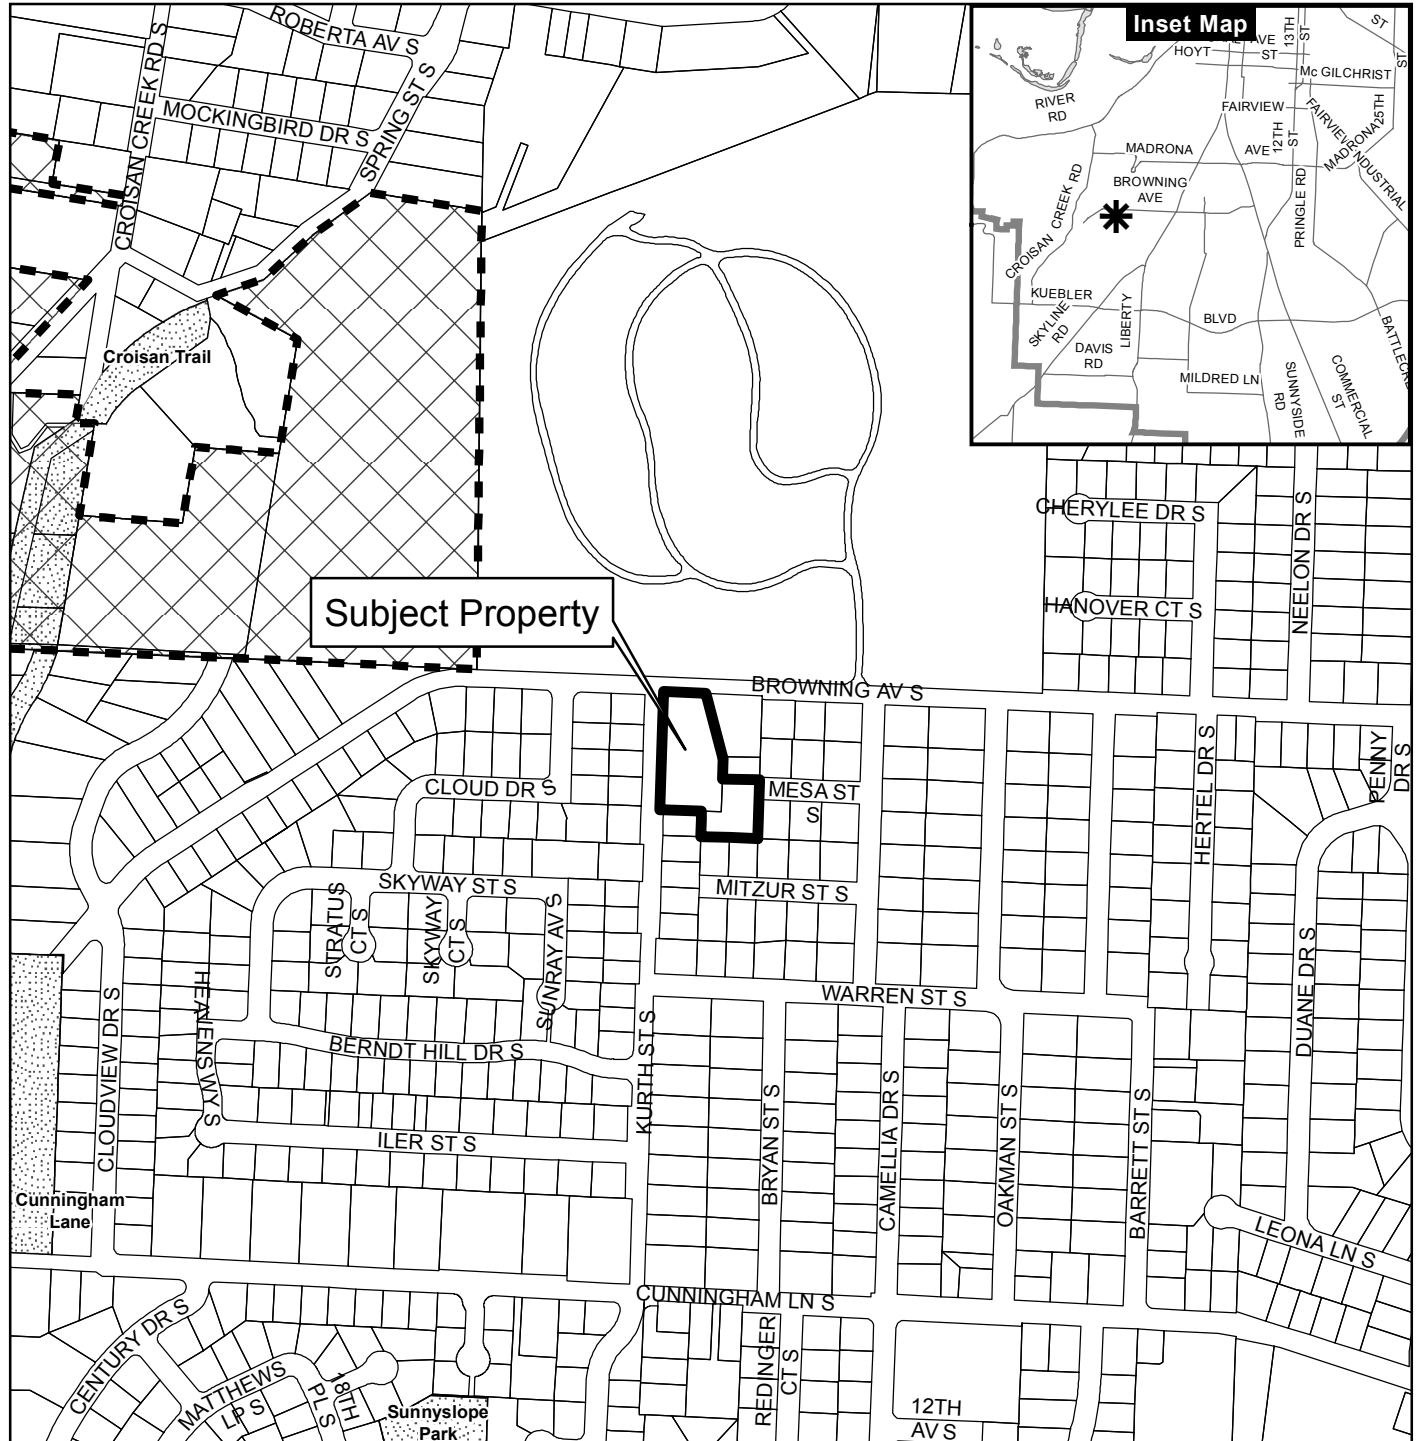 ROBERTA AV S
CROISAN CREEK RD S
MOCKINGBIRD DR S
SPRING ST S
Croisan Trail
Subject Property
Inset Map
AVE
ST
HOYT
13TH
ST
ST
ST
Mc GILCHRIST
RIVER
RD
FAIRVIEW
12TH
ST
FAIRVIEW
INDUSTRIAL
25TH
MADRONA
MADRONA
AVE
BROWNING
AVE
CROISAN
CREEK RD
PRINGLE RD
KUEBLER
BLVD
SKYLINE
RD
LIBERTY
DAVIS
RD
MILDRED LN
SUNNYSIDE
RD
COMMERCIAL
ST
CHERYLEE DR S
HANOVER CT S
NEELON DR S
BROWNING AV S
CLOUD DR S
MESA ST
S
HERTEL DR S
PENNY
DR S
SKYWAY ST S
MITZUR ST S
STRATUS
CT S
SKYWAY
CT S
SUNRAY AV S
HEAVENS WY S
CLOUDVIEW DR S
WARREN ST S
DUANE DR S
BERNDT HILL DR S
KURTH ST S
ILER ST S
BRYAN ST S
CAMELLIA DR S
OAKMAN ST S
BARRETT ST S
Cunningham
Lane
LEONA LN S
CUNNINGHAM LN S
CENTURY DR S
MATTHEWS
LP S
18TH
PL S
Sunnyslope
Park
REDINGER
CT S
12TH
AV S